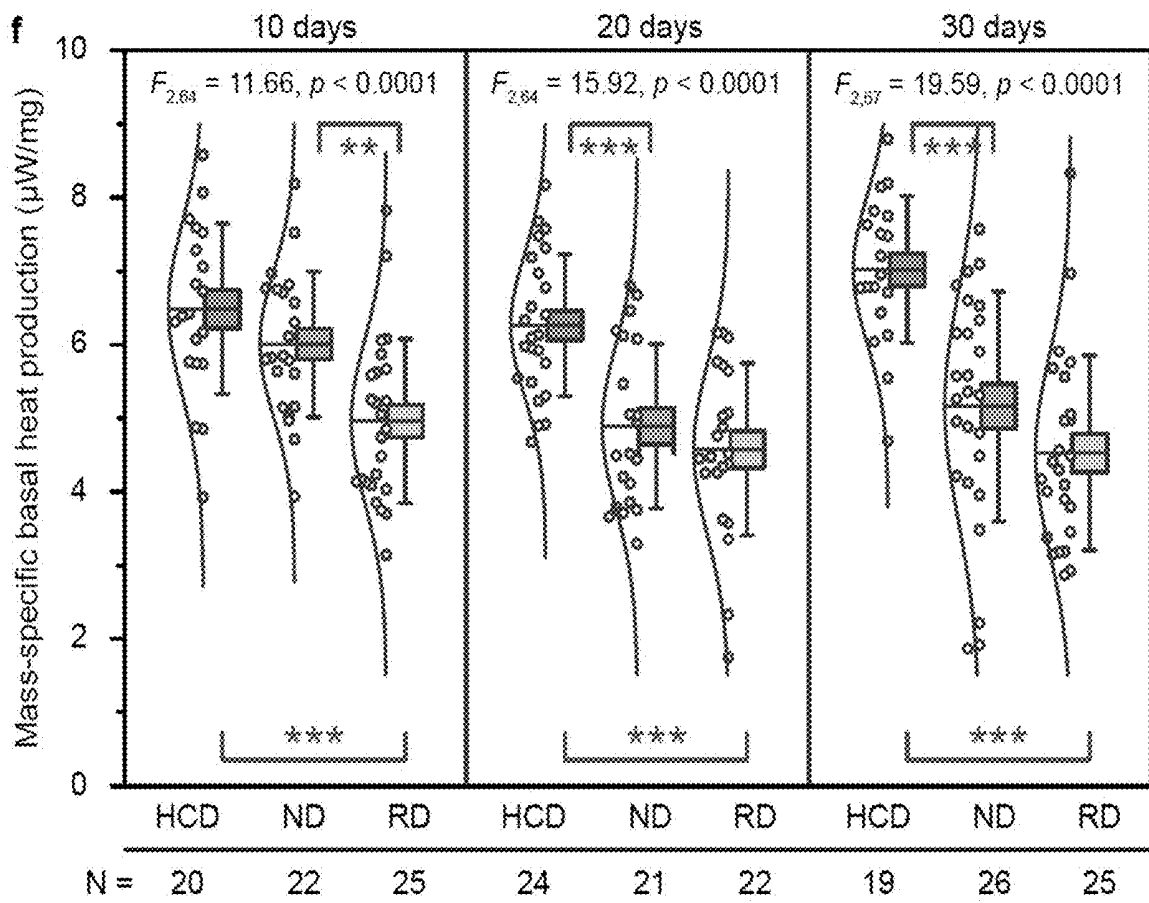 f
10 days 20 days 30 days
10
F2,64 = 11.66, p < 0.0001 F2,64 = 15.92, p < 0.0001 F2,67 = 19.59, p < 0.0001
** *** ***
8
6
4
2
*** *** ***
0
Mass-specific basal heat production (µW/mg)
HCD ND RD HCD ND RD HCD ND RD
N = 20 22 25 24 21 22 19 26 25